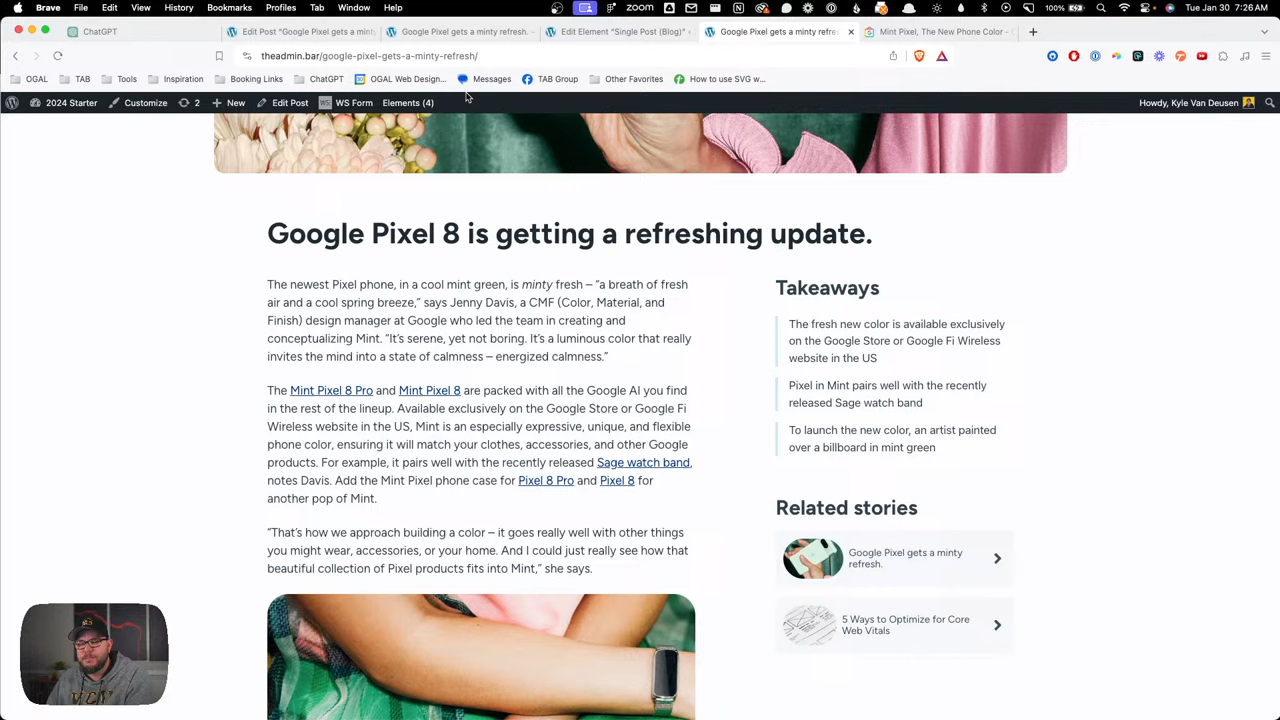 Brave File Edit View History Bookmarks Profiles Tab Window Help
ZOOM
100%
Tue Jan 30 7:26 AM
ChatGPT
Edit Post “Google Pixel gets a minty
Google Pixel gets a minty refresh. -
Edit Element “Single Post (Blog)”
Google Pixel gets a minty refre
Mint Pixel, The New Phone Color -
theadmin.bar/google-pixel-gets-a-minty-refresh/
OGAL TAB Tools Inspiration Booking Links ChatGPT OGAL Web Design... Messages TAB Group Other Favorites How to use SVG w...
2024 Starter Customize 2 New Edit Post WS Form Elements (4)
Howdy, Kyle Van Deusen
Google Pixel 8 is getting a refreshing update.
The newest Pixel phone, in a cool mint green, is minty fresh – “a breath of fresh
air and a cool spring breeze,” says Jenny Davis, a CMF (Color, Material, and
Finish) design manager at Google who led the team in creating and
conceptualizing Mint. “It’s serene, yet not boring. It’s a luminous color that really
invites the mind into a state of calmness – energized calmness.”
The Mint Pixel 8 Pro and Mint Pixel 8 are packed with all the Google AI you find
in the rest of the lineup. Available exclusively on the Google Store or Google Fi
Wireless website in the US, Mint is an especially expressive, unique, and flexible
phone color, ensuring it will match your clothes, accessories, and other Google
products. For example, it pairs well with the recently released Sage watch band,
notes Davis. Add the Mint Pixel phone case for Pixel 8 Pro and Pixel 8 for
another pop of Mint.
“That’s how we approach building a color – it goes really well with other things
you might wear, accessories, or your home. And I could just really see how that
beautiful collection of Pixel products fits into Mint,” she says.
Takeaways
The fresh new color is available exclusively
on the Google Store or Google Fi Wireless
website in the US
Pixel in Mint pairs well with the recently
released Sage watch band
To launch the new color, an artist painted
over a billboard in mint green
Related stories
Google Pixel gets a minty
refresh.
5 Ways to Optimize for Core
Web Vitals